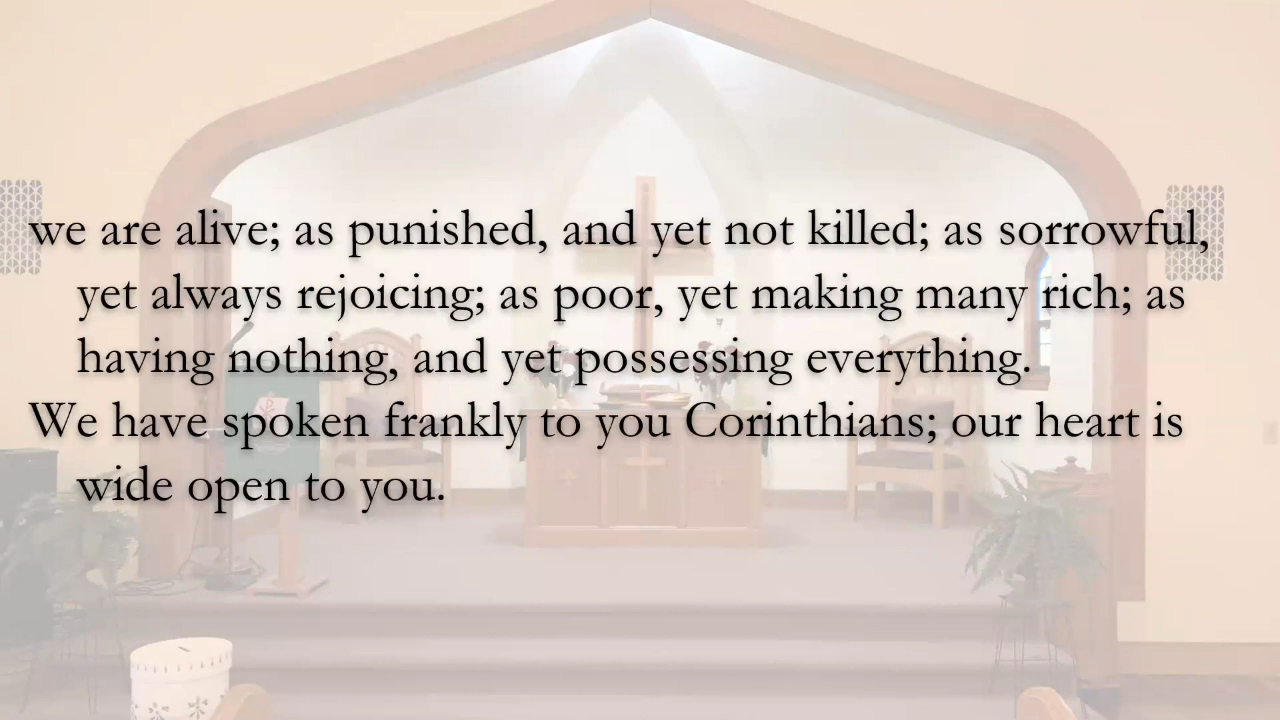 we are alive; as punished, and yet not killed; as sorrowful,
yet always rejoicing; as poor, yet making many rich; as
having nothing, and yet possessing everything.
We have spoken frankly to you Corinthians; our heart is
wide open to you.